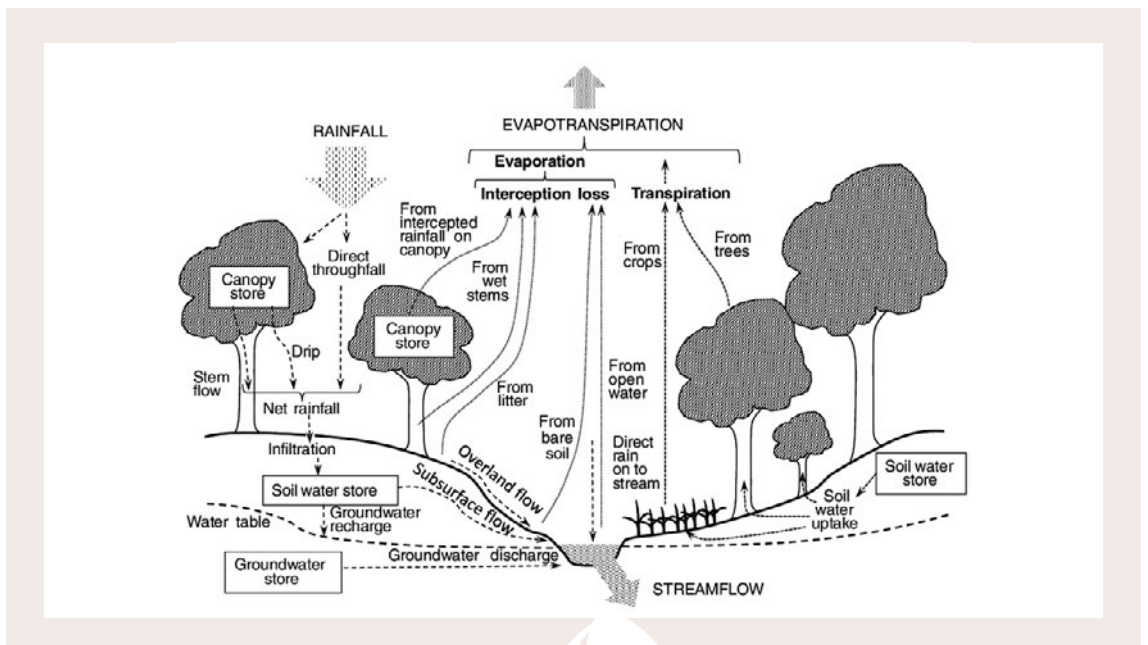 EVAPOTRANSPIRATION
RAINFALL
Evaporation
Interception loss
Transpiration
From
intercepted
rainfall on
canopy
From
trees
From
crops
Direct
throughfall
From
wet
stems
Canopy
store
Canopy
store
Drip
Stem
flow
From
litter
From
open
water
Net rainfall
From
bare
soil
Direct
rain
on to
stream
Infiltration
Overland flow
Subsurface flow
Soil water
store
Soil water store
Soil
water
uptake
Groundwater
recharge
Water table
Groundwater discharge
Groundwater
store
STREAMFLOW